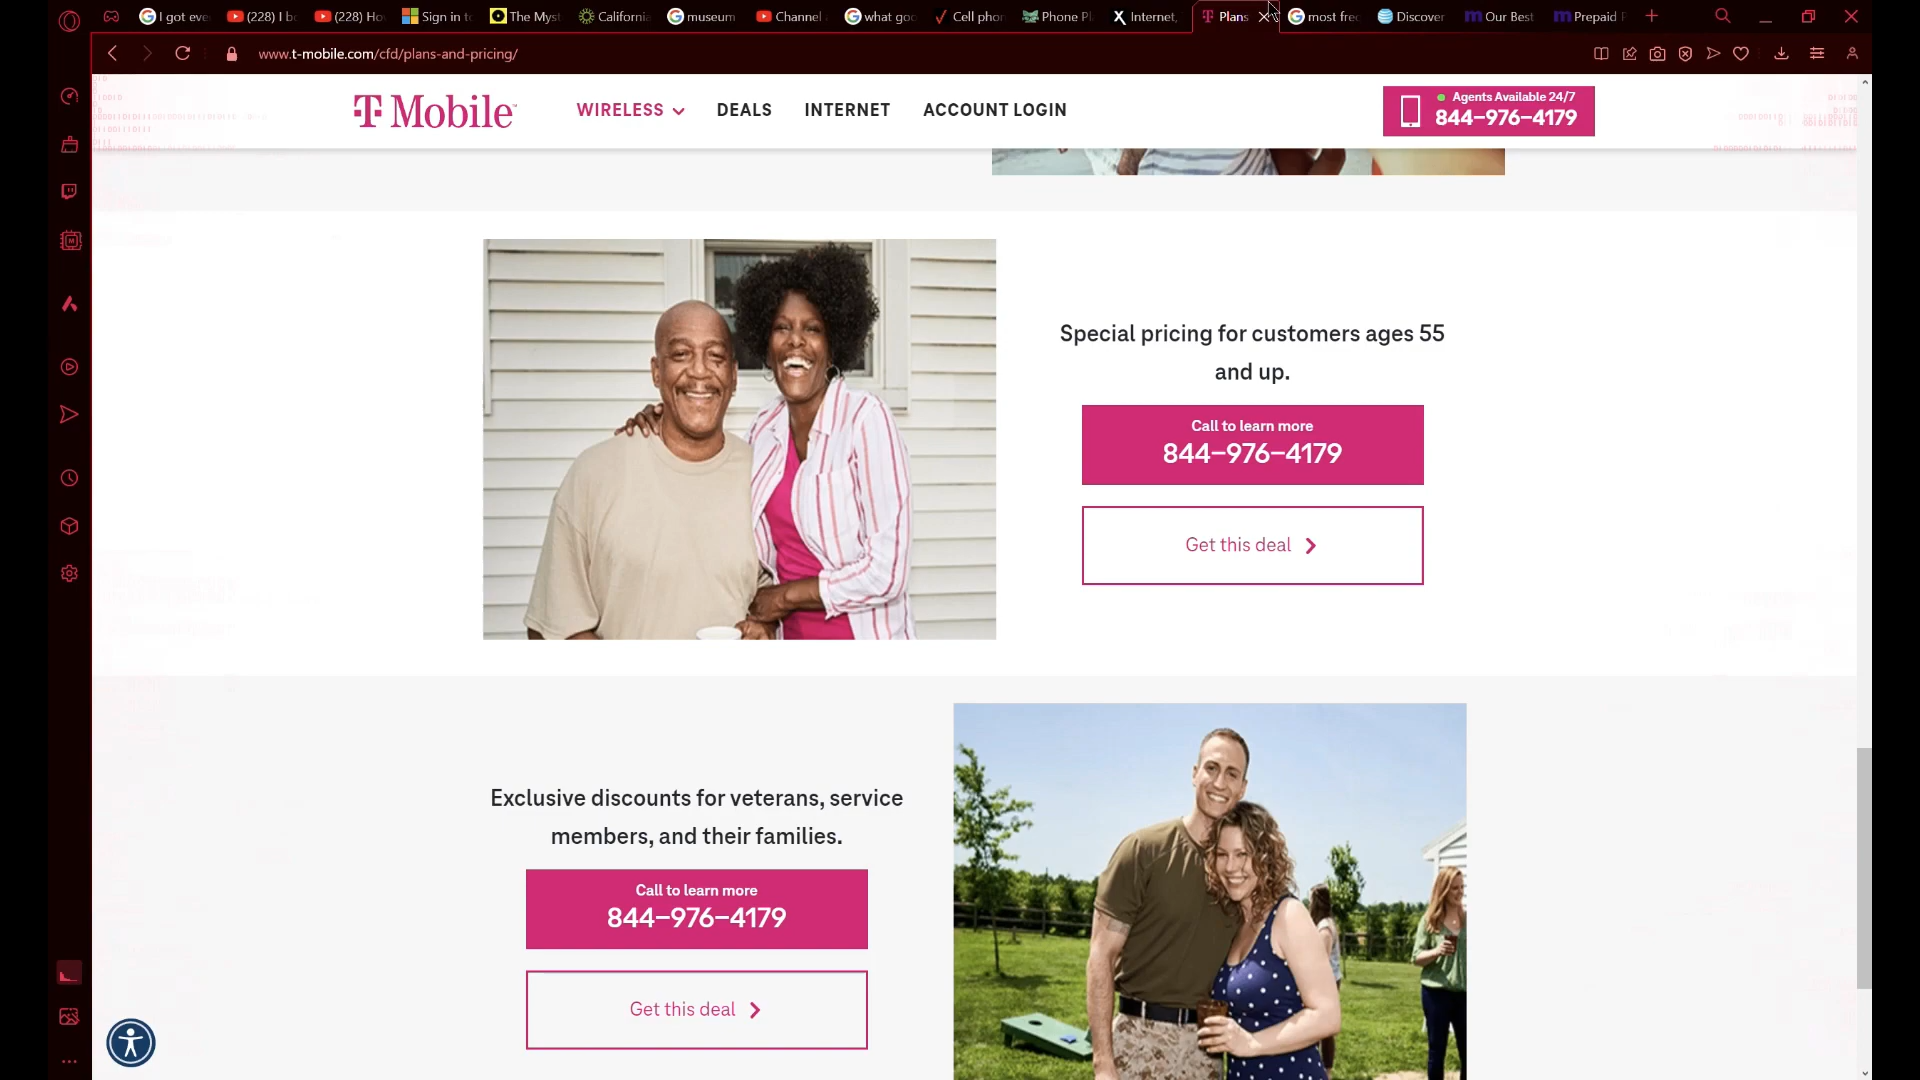 I got eve
(228) I b
(228) Ho
Sign in t
The Myst
California
museum
Channel
what goo
Cell phon
Phone Pl
Internet,
Plans
most fre
Discover
Our Best
Prepaid P
www.t-mobile.com/cfd/plans-and-pricing/
T Mobile
WIRELESS
DEALS
INTERNET
ACCOUNT LOGIN
Agents Available 24/7
844-976-4179
Special pricing for customers ages 55
and up.
Call to learn more
844-976-4179
Get this deal
Exclusive discounts for veterans, service
members, and their families.
Call to learn more
844-976-4179
Get this deal